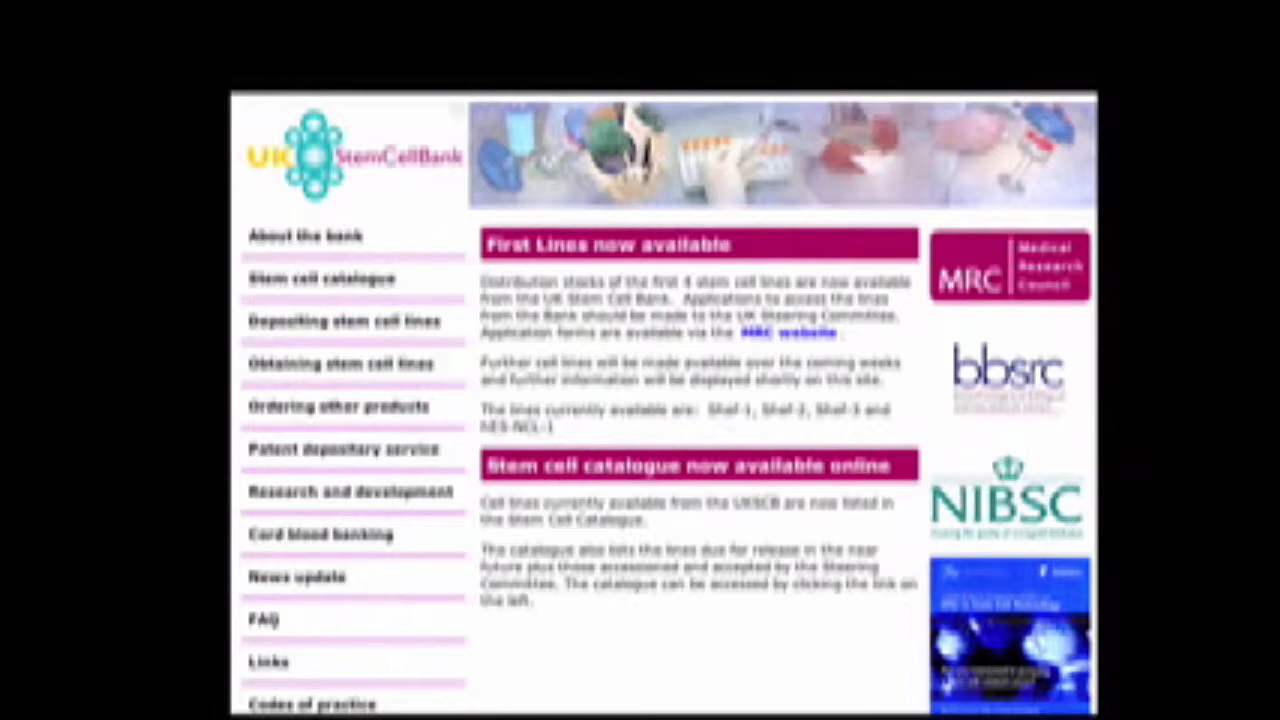 UK StemCellBank
About the bank
Stem cell catalogue
Depositing stem cell lines
Obtaining stem cell lines
Ordering other products
Patent depositary service
Research and development
Cord blood banking
News update
FAQ
Links
Codes of practice
First Lines now available
Distribution stocks of the first 4 stem cell lines are now available
from the UK Stem Cell Bank. Applications to access the lines
from the Bank should be made to the UK Steering Committee.
Application forms are available via the MRC website.
Further cell lines will be made available over the coming weeks
and further information will be displayed shortly on this site.
The lines currently available are: Shef-1, Shef-2, Shef-3 and
hES-NCL-1
Stem cell catalogue now available online
Cell lines currently available from the UKSCB are now listed in
the Stem Cell Catalogue.
The catalogue also lists the lines due for release in the near
future plus those accessioned and accepted by the Steering
Committee. The catalogue can be accessed by clicking the link on
the left.
MRC
Medical
Research
Council
bbsrc
NIBSC